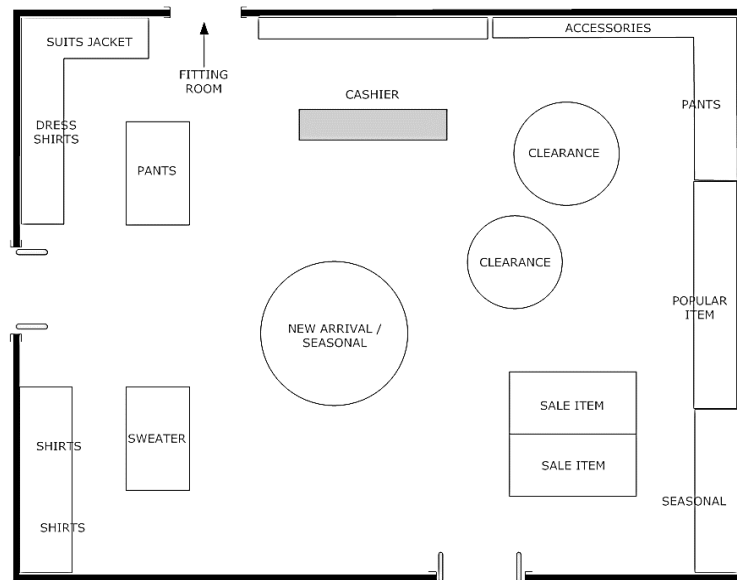 SUITS JACKET
ACCESSORIES
FITTING
ROOM
CASHIER
DRESS
SHIRTS
PANTS
CLEARANCE
PANTS
CLEARANCE
POPULAR
ITEM
NEW ARRIVAL /
SEASONAL
SALE ITEM
SHIRTS
SWEATER
SALE ITEM
SEASONAL
SHIRTS